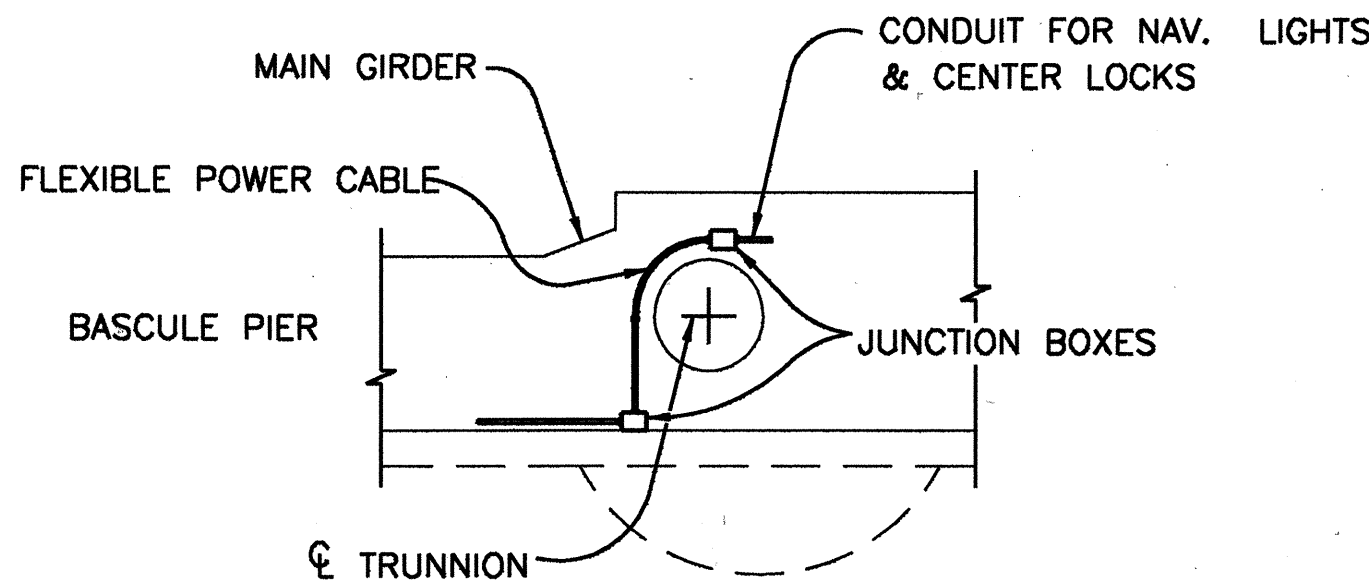 CONDUIT FOR NAV. LIGHTS
& CENTER LOCKS
MAIN GIRDER
FLEXIBLE POWER CABLE
BASCULE PIER
JUNCTION BOXES
℄ TRUNNION